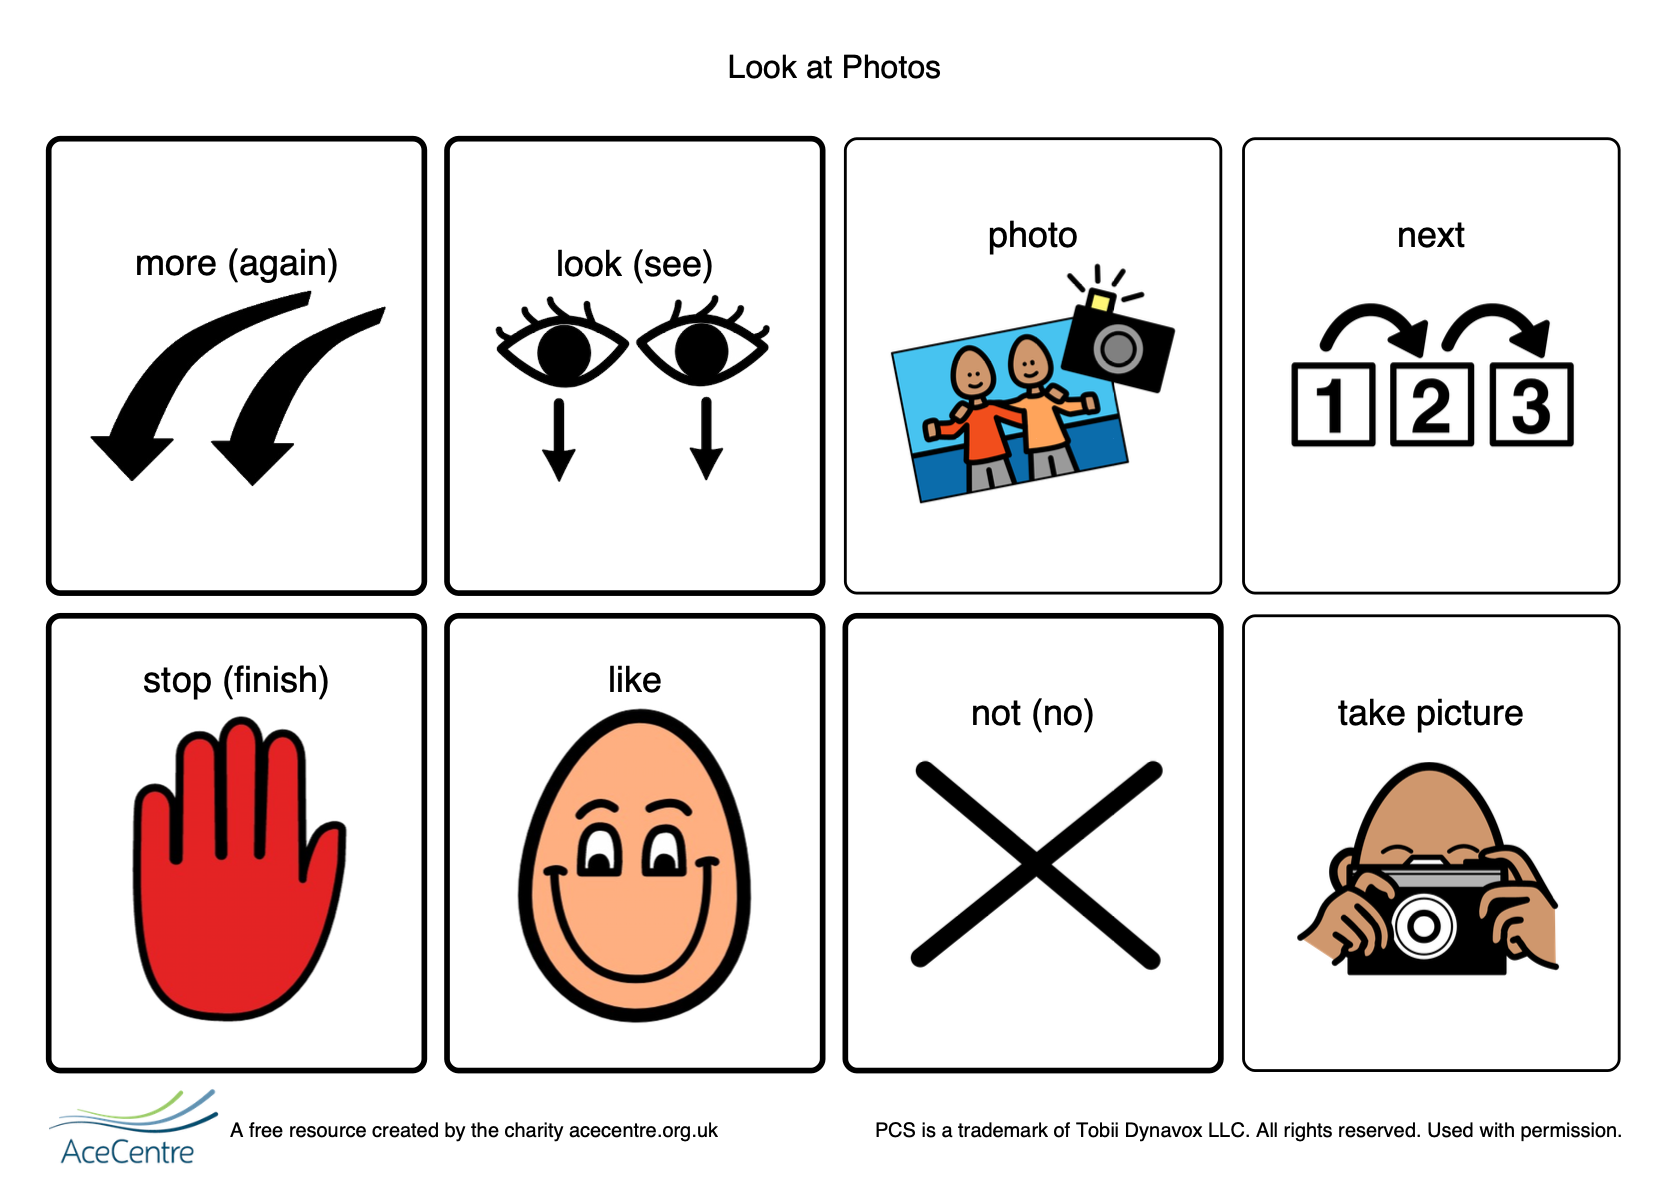 Look at Photos
more (again)
look (see)
photo
next
1 2 3
stop (finish)
like
not (no)
take picture
AceCentre
A free resource created by the charity acecentre.org.uk
PCS is a trademark of Tobii Dynavox LLC. All rights reserved. Used with permission.